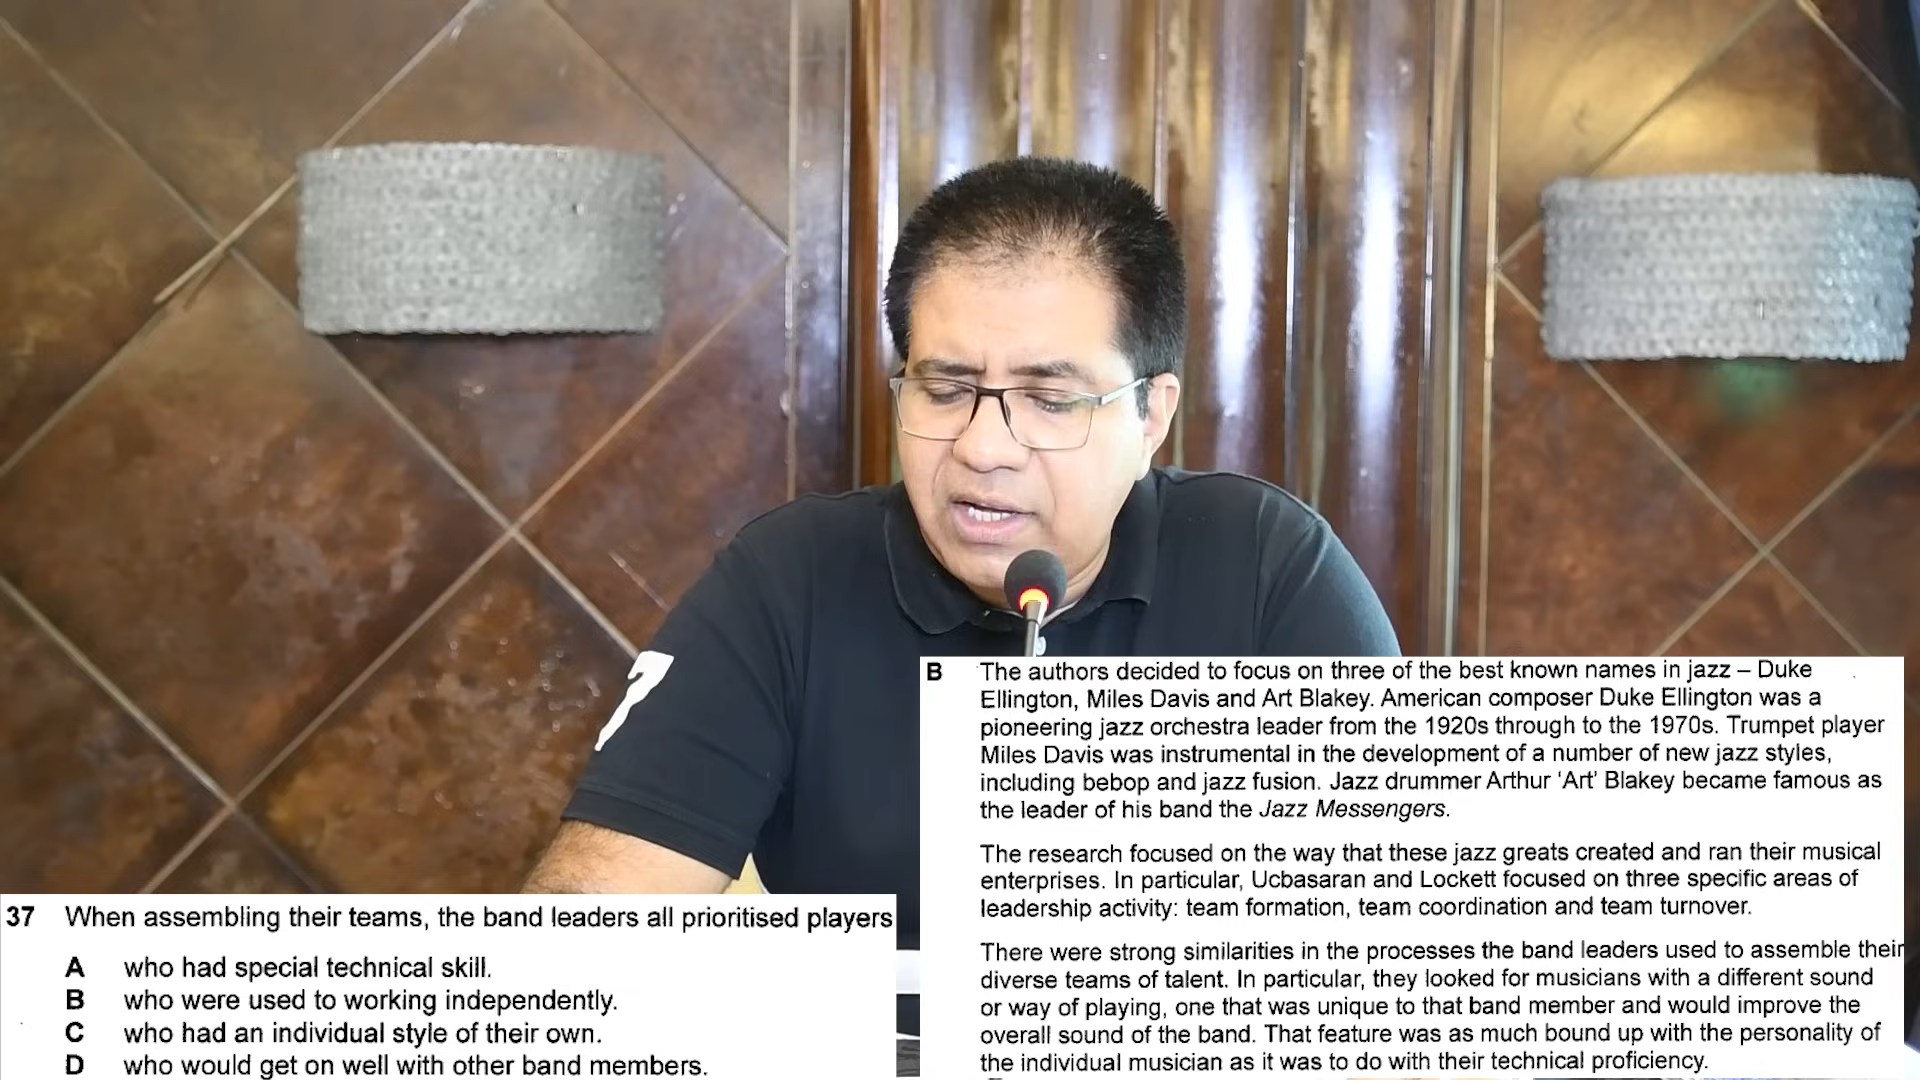 7
B The authors decided to focus on three of the best known names in jazz – Duke
Ellington, Miles Davis and Art Blakey. American composer Duke Ellington was a
pioneering jazz orchestra leader from the 1920s through to the 1970s. Trumpet player
Miles Davis was instrumental in the development of a number of new jazz styles,
including bebop and jazz fusion. Jazz drummer Arthur ‘Art’ Blakey became famous as
the leader of his band the Jazz Messengers.
The research focused on the way that these jazz greats created and ran their musical
enterprises. In particular, Ucbasaran and Lockett focused on three specific areas of
leadership activity: team formation, team coordination and team turnover.
There were strong similarities in the processes the band leaders used to assemble their
diverse teams of talent. In particular, they looked for musicians with a different sound
or way of playing, one that was unique to that band member and would improve the
overall sound of the band. That feature was as much bound up with the personality of
the individual musician as it was to do with their technical proficiency.
37 When assembling their teams, the band leaders all prioritised players
A who had special technical skill.
B who were used to working independently.
C who had an individual style of their own.
D who would get on well with other band members.